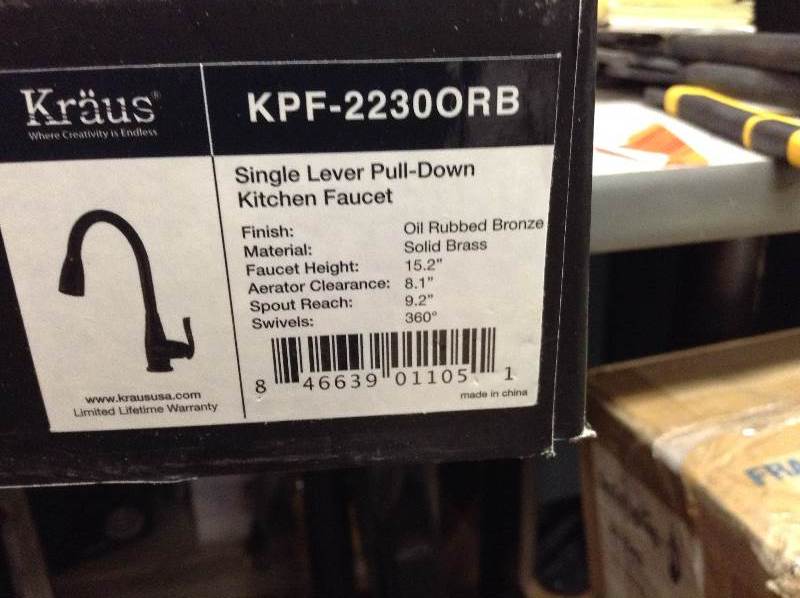 Kräus®
Where Creativity is Endless
KPF-2230ORB
Single Lever Pull-Down
Kitchen Faucet
Finish: Oil Rubbed Bronze
Material: Solid Brass
Faucet Height: 15.2"
Aerator Clearance: 8.1"
Spout Reach: 9.2"
Swivels: 360°
8 46639 01105 1
made in china
www.kraususa.com
Limited Lifetime Warranty
FRA